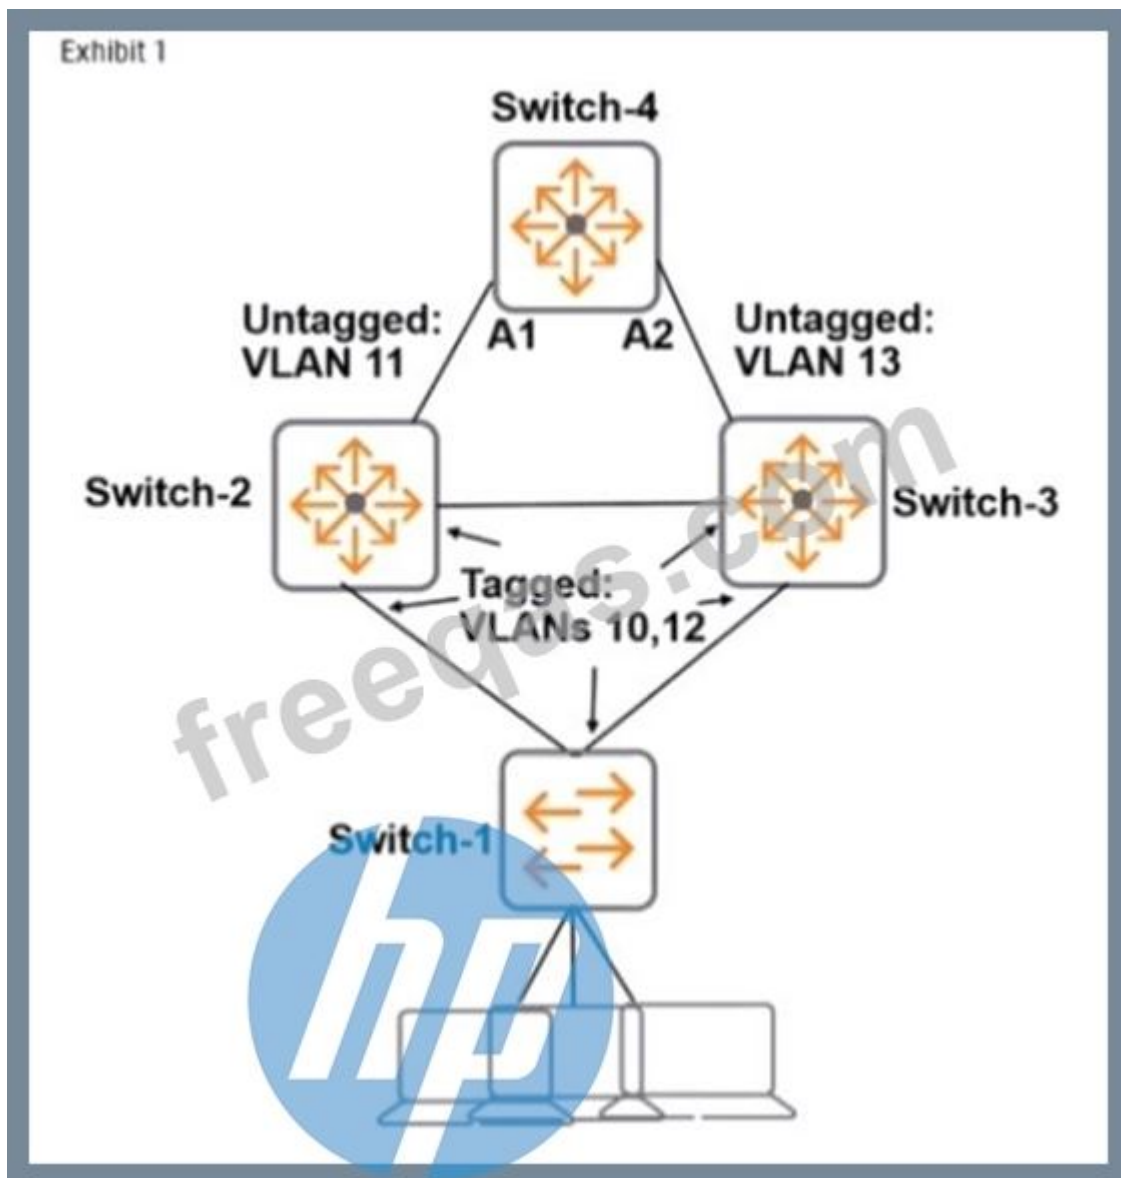 Exhibit 1
Switch-4
Untagged:
VLAN 11
A1
A2
Untagged:
VLAN 13
Switch-2
Switch-3
Tagged:
VLANs 10,12
freeqas.com
Switch-1
hp